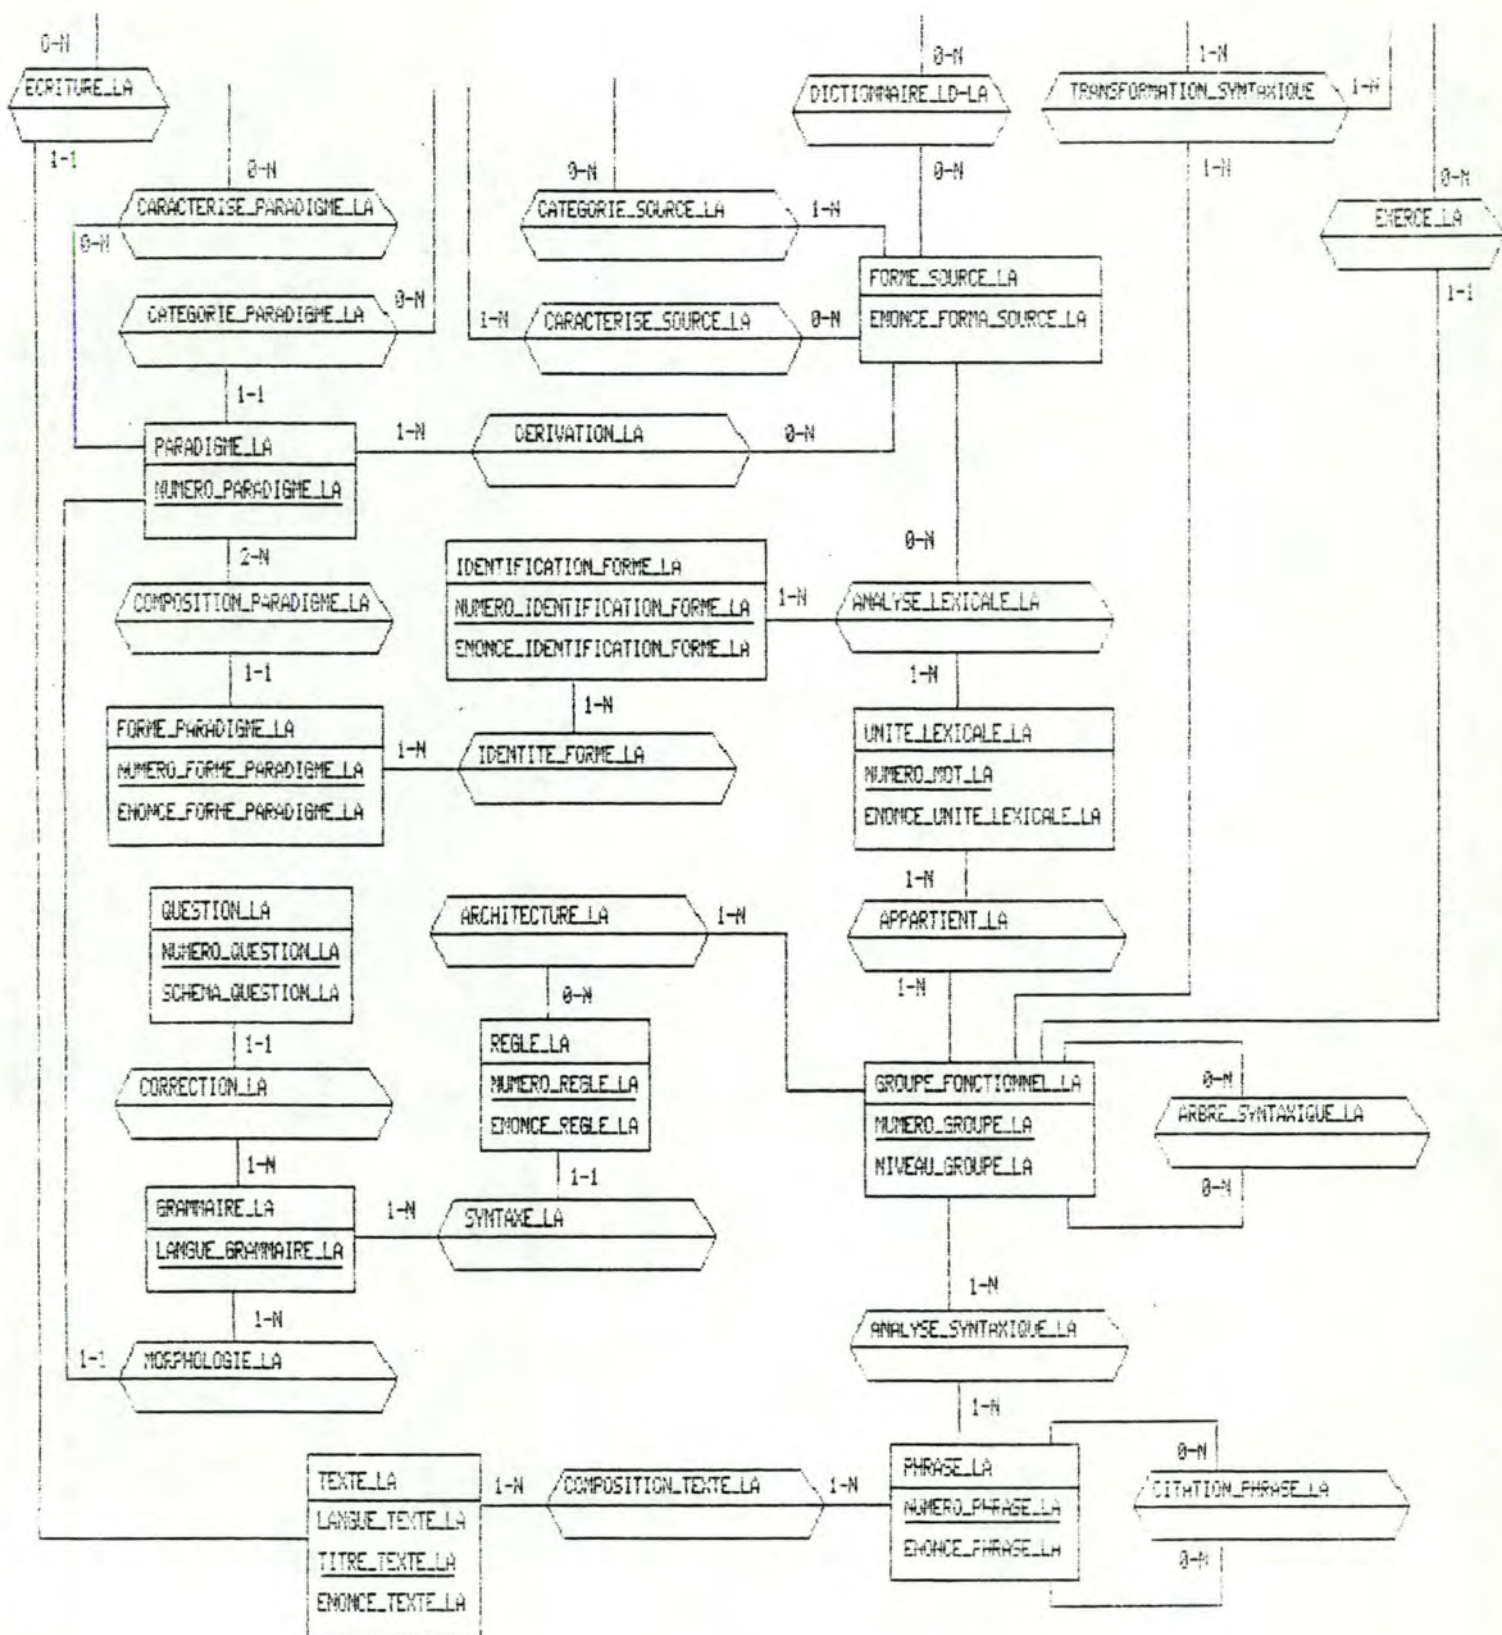 0-N
0-N
1-N
ECRITURE_LA
DICTIONNAIRE_LD-LA
TRANSFORMATION_SYNTAXIQUE
1-N
1-1
0-N
0-N
0-N
1-N
0-N
CARACTERISE_PARADIGME_LA
CATEGORIE_SOURCE_LA
1-N
EXERCE_LA
0-N
FORME_SOURCE_LA
1-1
0-N
CATEGORIE_PARADIGME_LA
1-N
CARACTERISE_SOURCE_LA
0-N
ENONCE_FORMA_SOURCE_LA
1-1
PARADIGME_LA
1-N
DERIVATION_LA
0-N
NUMERO_PARADIGME_LA
2-N
0-N
IDENTIFICATION_FORME_LA
COMPOSITION_PARADIGME_LA
NUMERO_IDENTIFICATION_FORME_LA
1-N
ANALYSE_LEXICALE_LA
ENONCE_IDENTIFICATION_FORME_LA
1-1
1-N
1-N
FORME_PARADIGME_LA
UNITE_LEXICALE_LA
1-N
IDENTITE_FORME_LA
NUMERO_FORME_PARADIGME_LA
NUMERO_MOT_LA
ENONCE_FORME_PARADIGME_LA
ENONCE_UNITE_LEXICALE_LA
1-N
QUESTION_LA
ARCHITECTURE_LA
1-N
APPARTIENT_LA
NUMERO_QUESTION_LA
SCHEMA_QUESTION_LA
0-N
1-N
1-1
REGLE_LA
CORRECTION_LA
NUMERO_REGLE_LA
GROUPE_FONCTIONNEL_LA
0-N
ENONCE_REGLE_LA
NUMERO_GROUPE_LA
ARBRE_SYNTAXIQUE_LA
1-N
1-1
NIVEAU_GROUPE_LA
0-N
GRAMMAIRE_LA
1-N
SYNTAXE_LA
LANGUE_GRAMMAIRE_LA
1-N
1-N
ANALYSE_SYNTAXIQUE_LA
1-1
MORPHOLOGIE_LA
1-N
0-N
TEXTE_LA
1-N
COMPOSITION_TEXTE_LA
1-N
PHRASE_LA
CITATION_PHRASE_LA
LANGUE_TEXTE_LA
NUMERO_PHRASE_LA
TITRE_TEXTE_LA
ENONCE_PHRASE_LA
0-N
ENONCE_TEXTE_LA